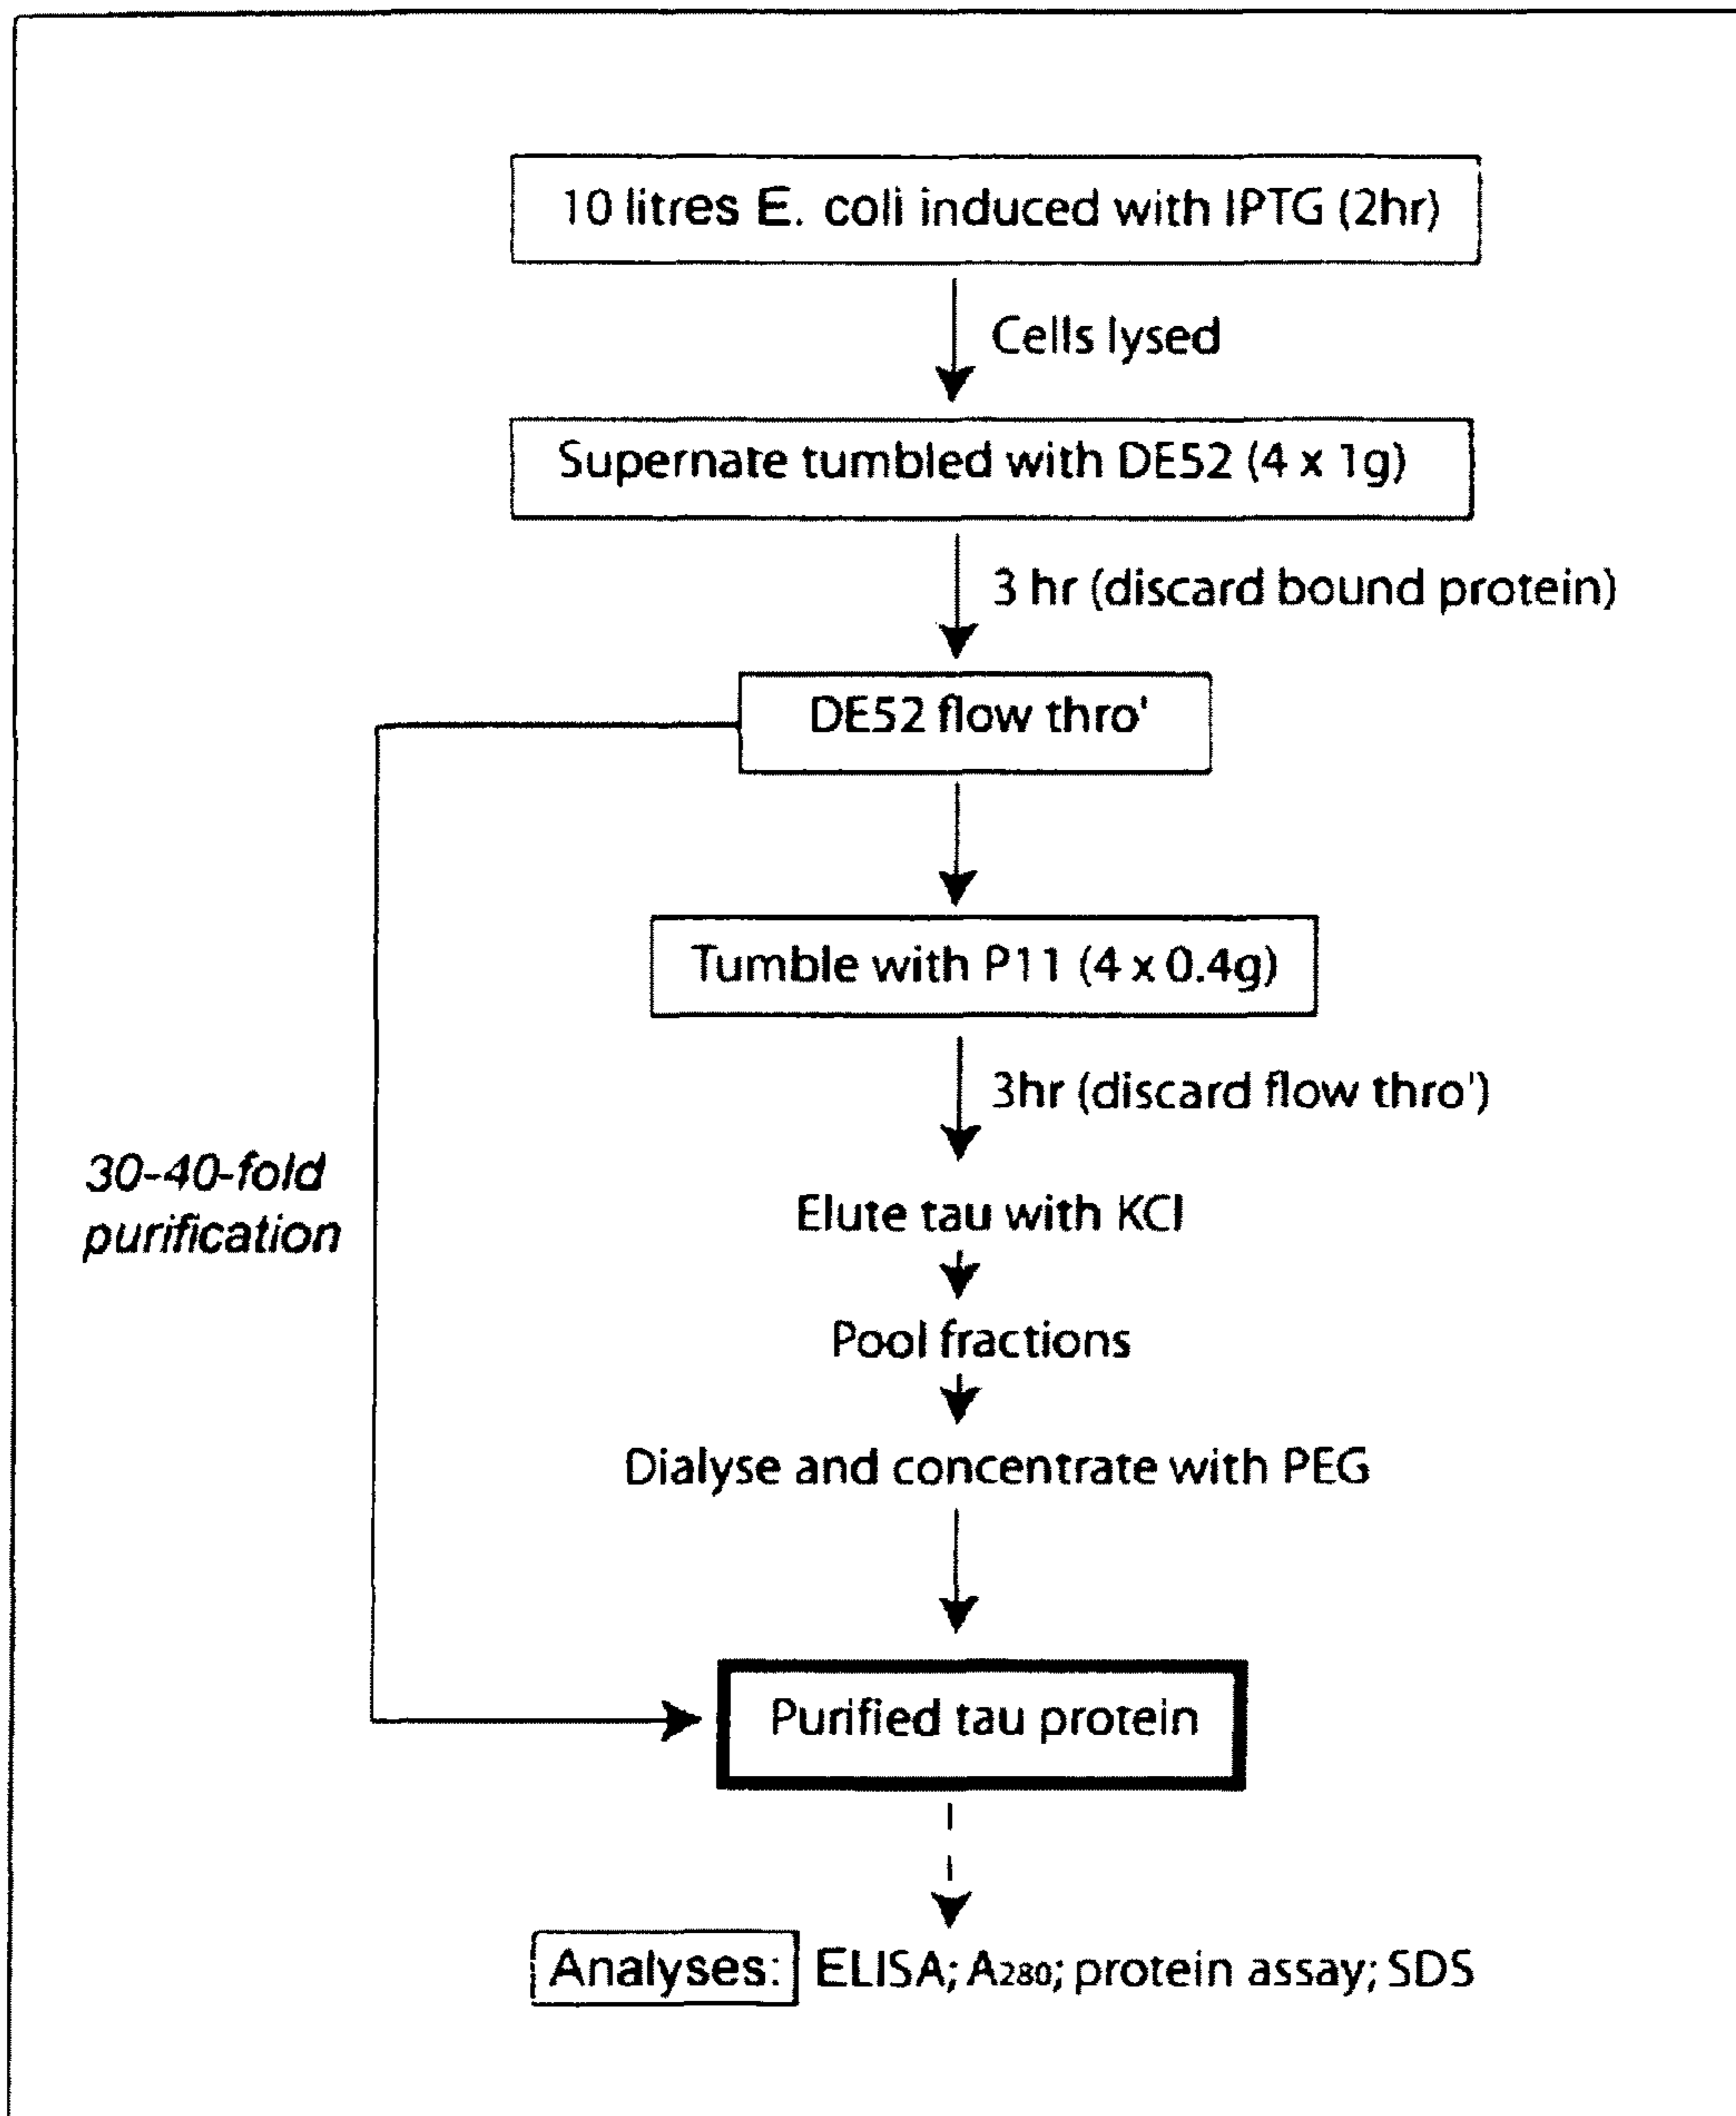 10 litres E. coli induced with IPTG (2hr)
Cells lysed
Supernate tumbled with DE52 (4 x 1g)
3 hr (discard bound protein)
DE52 flow thro'
Tumble with P11 (4 x 0.4g)
3hr (discard flow thro')
30-40-fold
purification
Elute tau with KCl
Pool fractions
Dialyse and concentrate with PEG
Purified tau protein
Analyses: ELISA; A280; protein assay; SDS